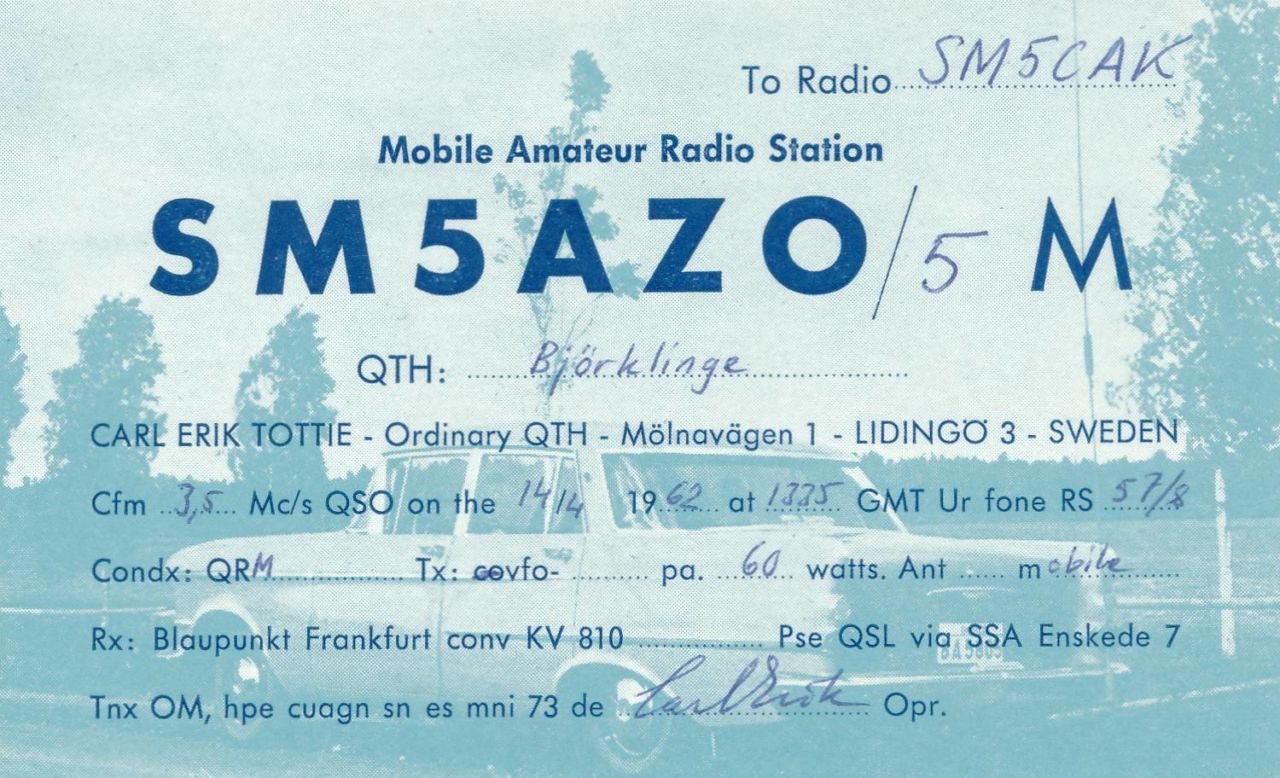 To Radio SM5CAK
Mobile Amateur Radio Station
SM5AZO/5 M
QTH: Björklinge
CARL ERIK TOTTIE - Ordinary QTH - Mölnavägen 1 - LIDINGÖ 3 - SWEDEN
Cfm 3,5 Mc/s QSO on the 14/4 1962 at 1335 GMT Ur fone RS 57/8
Condx: QRM Tx: covfo- pa. 60 watts. Ant mobile
Rx: Blaupunkt Frankfurt conv KV 810 Pse QSL via SSA Enskede 7
Tnx OM, hpe cuagn sn es mni 73 de Carl Erik Opr.